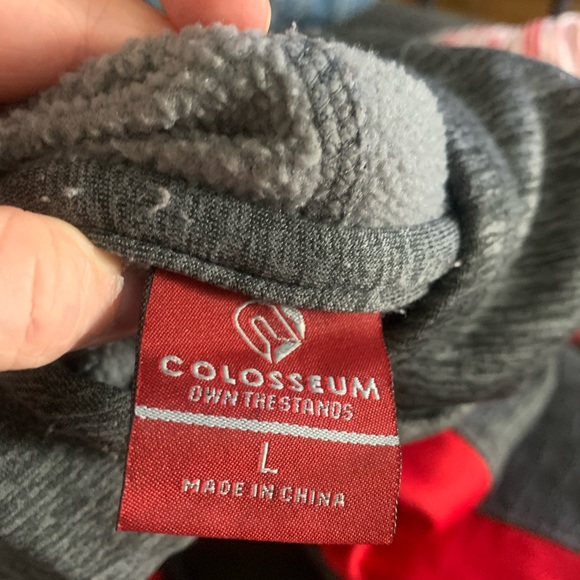 COLOSSEUM
OWN THE STANDS
L
MADE IN CHINA